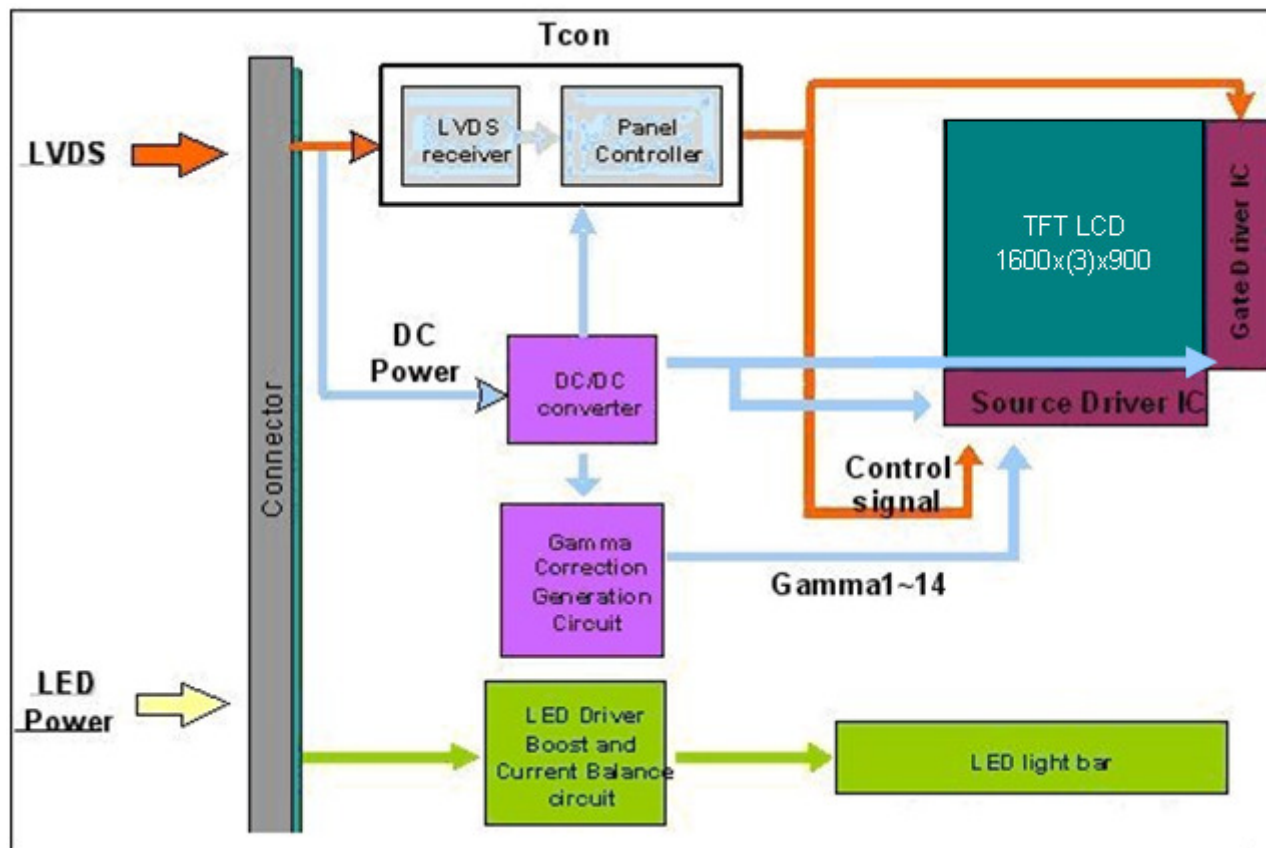 Tcon
LVDS
receiver
Panel
Controller
LVDS
Connector
TFT LCD
1600x(3)x900
Gate Driver IC
DC
Power
DC/DC
converter
Source Driver IC
Control
signal
Gamma
Correction
Generation
Circuit
Gamma1~14
LED
Power
LED Driver
Boost and
Current Balance
circuit
LED light bar